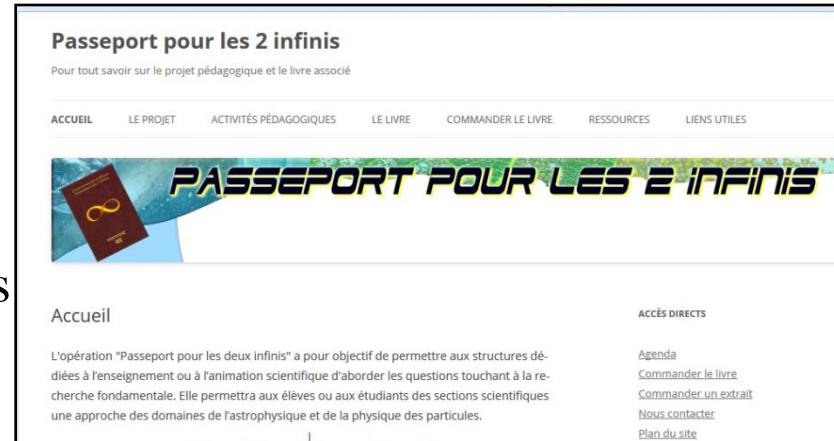 Passeport pour les 2 infinis
Pour tout savoir sur le projet pédagogique et le livre associé
ACCUEIL LE PROJET ACTIVITÉS PÉDAGOGIQUES LE LIVRE COMMANDER LE LIVRE RESSOURCES LIENS UTILES
PASSEPORT POUR LES 2 INFINIS
s
Accueil
L'opération "Passeport pour les deux infinis" a pour objectif de permettre aux structures dé-
diées à l'enseignement ou à l'animation scientifique d'aborder les questions touchant à la re-
cherche fondamentale. Elle permettra aux élèves ou aux étudiants des sections scientifiques
une approche des domaines de l'astrophysique et de la physique des particules.
ACCÈS DIRECTS
Agenda
Commander le livre
Commander un extrait
Nous contacter
Plan du site